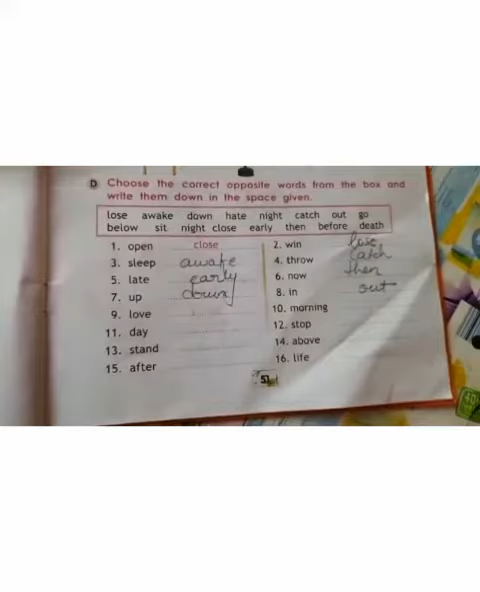 D Choose the correct opposite words from the box and
write them down in the space given.
lose awake down hate night catch out go
below sit night close early then before death
1. open close 2. win lose
3. sleep awake 4. throw catch
5. late early 6. now then
7. up down 8. in out
9. love 10. morning
11. day 12. stop
13. stand 14. above
15. after 16. life
51